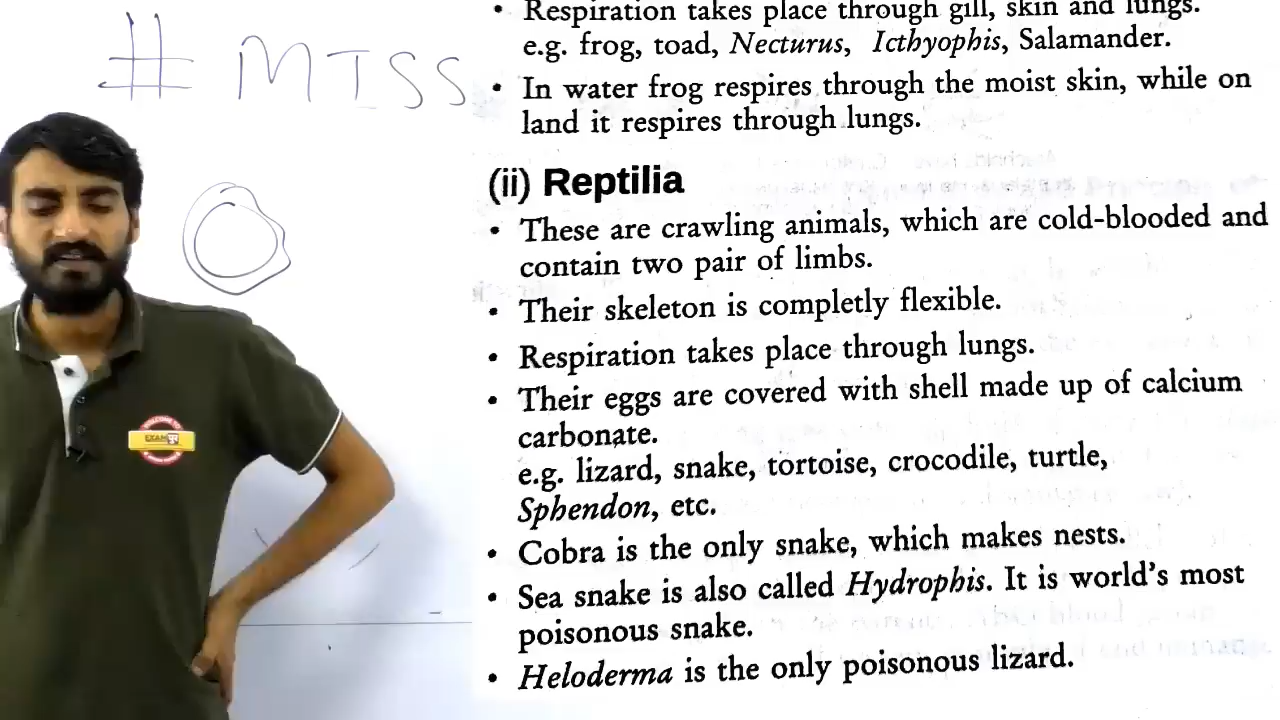 # MISS
• Respiration takes place through gill, skin and lungs.
e.g. frog, toad, Necturus, Icthyophis, Salamander.
• In water frog respires through the moist skin, while on
land it respires through lungs.
(ii) Reptilia
• These are crawling animals, which are cold-blooded and
contain two pair of limbs.
• Their skeleton is completly flexible.
• Respiration takes place through lungs.
• Their eggs are covered with shell made up of calcium
carbonate.
e.g. lizard, snake, tortoise, crocodile, turtle,
Sphendon, etc.
• Cobra is the only snake, which makes nests.
• Sea snake is also called Hydrophis. It is world's most
poisonous snake.
• Heloderma is the only poisonous lizard.
EXAM